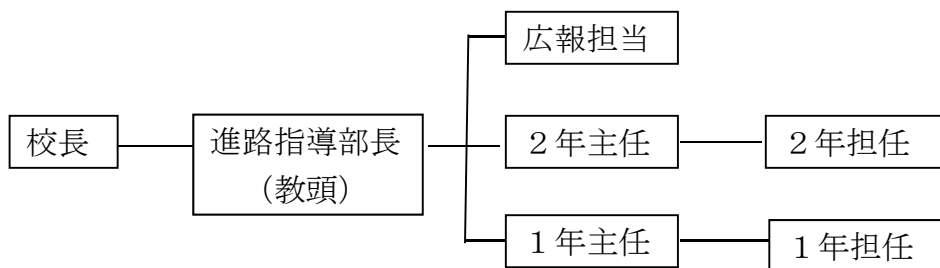 広報担当
校長
進路指導部長
（教頭）
２年主任
２年担任
１年主任
１年担任